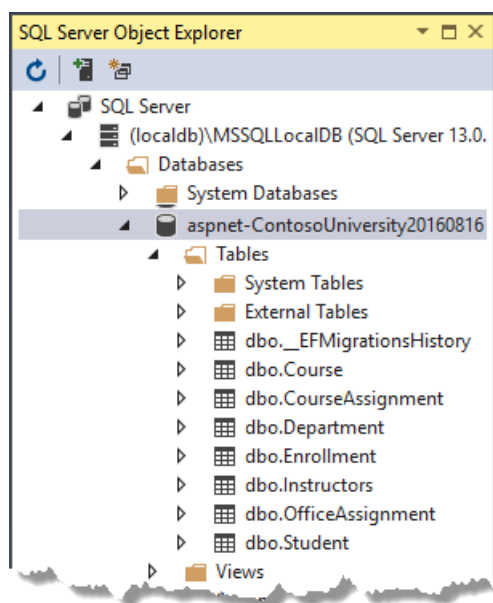 SQL Server Object Explorer
SQL Server
(localdb)\MSSQLLocalDB (SQL Server 13.0.
Databases
System Databases
aspnet-ContosoUniversity20160816
Tables
System Tables
External Tables
dbo.__EFMigrationsHistory
dbo.Course
dbo.CourseAssignment
dbo.Department
dbo.Enrollment
dbo.Instructors
dbo.OfficeAssignment
dbo.Student
Views